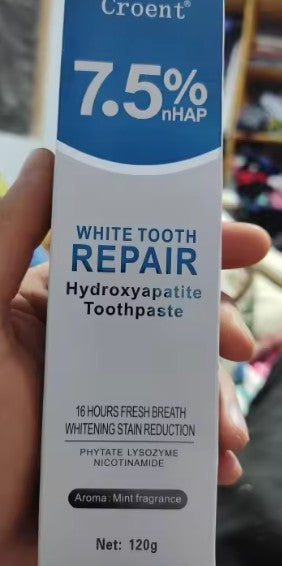 Croent®
7.5%
nHAP
WHITE TOOTH
REPAIR
Hydroxyapatite
Toothpaste
16 HOURS FRESH BREATH
WHITENING STAIN REDUCTION
PHYTATE LYSOZYME
NICOTINAMIDE
Aroma: Mint fragrance
Net: 120g